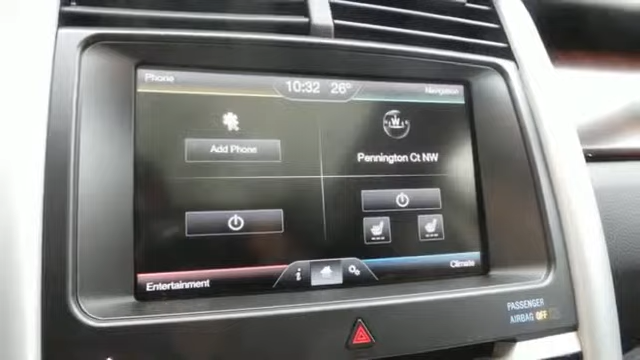 Phone
10:32 26°
Navigation
Add Phone
W
Pennington Ct NW
i
Entertainment
Climate
PASSENGER
AIRBAG OFF